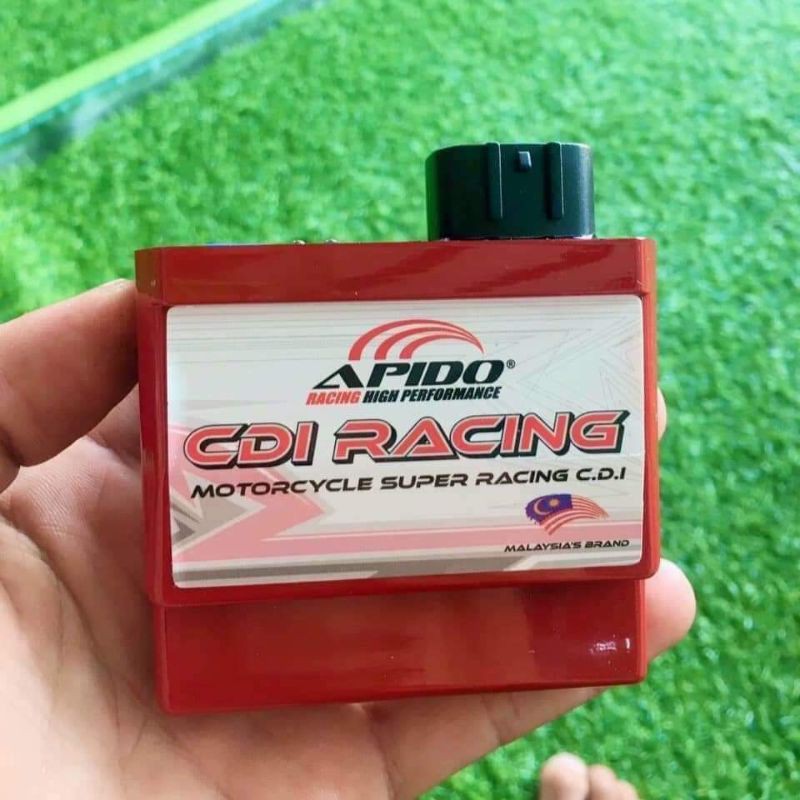 APIDO®
RACING HIGH PERFORMANCE
CDI RACING
MOTORCYCLE SUPER RACING C.D.I
MALAYSIA'S BRAND